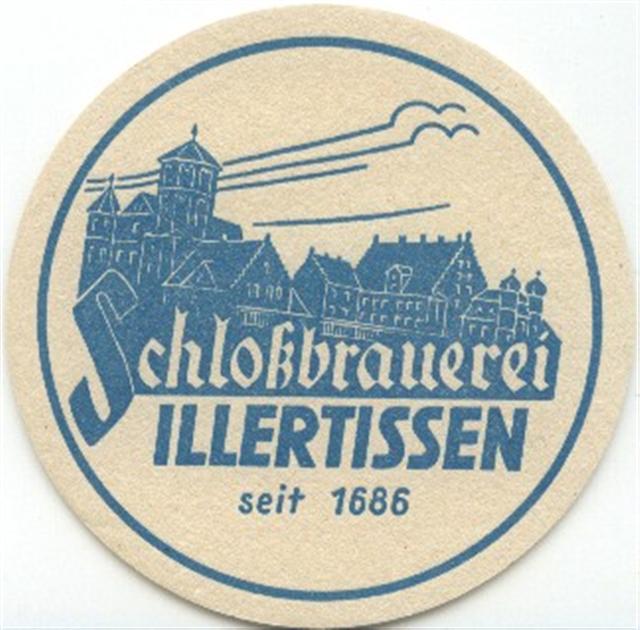 Schloßbrauerei
ILLERTISSEN
seit 1686